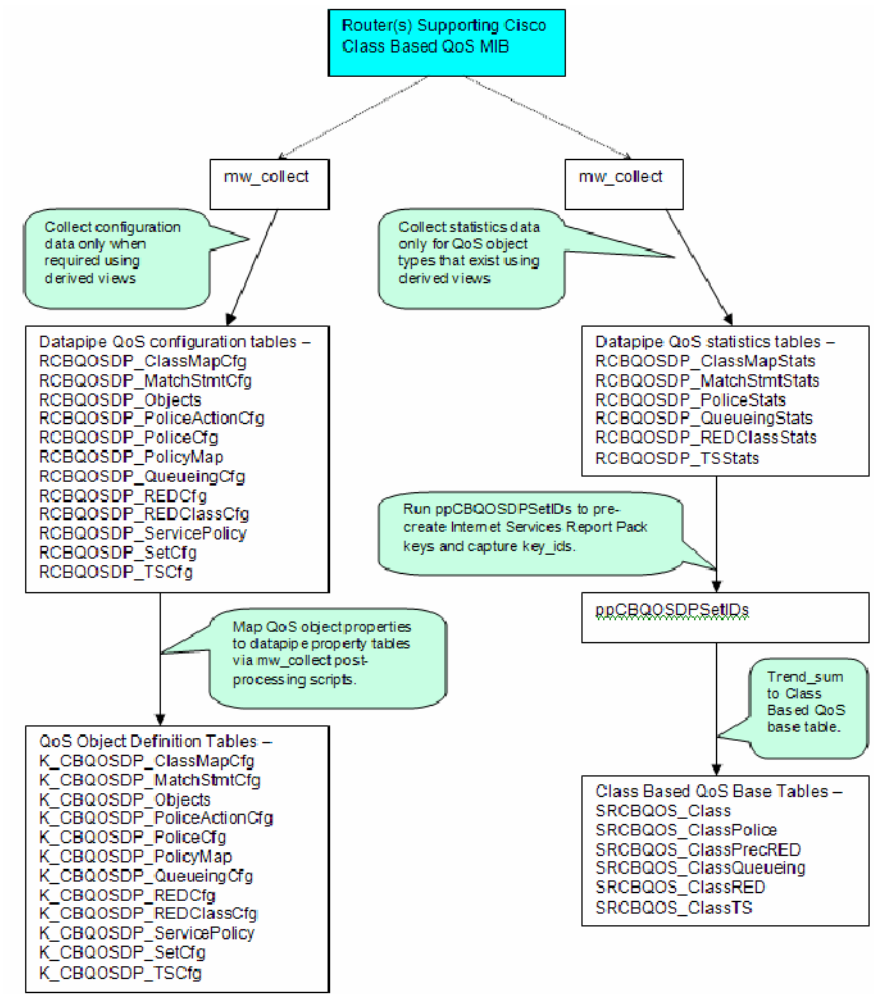 Router(s) Supporting Cisco
Class Based QoS MIB
mw_collect
mw_collect
Collect configuration
data only when
required using
derived views
Collect statistics data
only for QoS object
types that exist using
derived views
Datapipe QoS configuration tables –
RCBQOSDP_ClassMapCfg
RCBQOSDP_MatchStmtCfg
RCBQOSDP_Objects
RCBQOSDP_PoliceActionCfg
RCBQOSDP_PoliceCfg
RCBQOSDP_PolicyMap
RCBQOSDP_QueueingCfg
RCBQOSDP_REDCfg
RCBQOSDP_REDClassCfg
RCBQOSDP_ServicePolicy
RCBQOSDP_SetCfg
RCBQOSDP_TSCfg
Datapipe QoS statistics tables –
RCBQOSDP_ClassMapStats
RCBQOSDP_MatchStmtStats
RCBQOSDP_PoliceStats
RCBQOSDP_QueueingStats
RCBQOSDP_REDClassStats
RCBQOSDP_TSStats
Run ppCBQOSDPSetIDs to pre-
create Internet Services Report Pack
keys and capture key_ids.
ppCBQOSDPSetIDs
Map QoS object properties
to datapipe property tables
via mw_collect post-
processing scripts.
Trend_sum
to Class
Based QoS
base table.
QoS Object Definition Tables –
K_CBQOSDP_ClassMapCfg
K_CBQOSDP_MatchStmtCfg
K_CBQOSDP_Objects
K_CBQOSDP_PoliceActionCfg
K_CBQOSDP_PoliceCfg
K_CBQOSDP_PolicyMap
K_CBQOSDP_QueueingCfg
K_CBQOSDP_REDCfg
K_CBQOSDP_REDClassCfg
K_CBQOSDP_ServicePolicy
K_CBQOSDP_SetCfg
K_CBQOSDP_TSCfg
Class Based QoS Base Tables –
SRCBQOS_Class
SRCBQOS_ClassPolice
SRCBQOS_ClassPrecRED
SRCBQOS_ClassQueueing
SRCBQOS_ClassRED
SRCBQOS_ClassTS